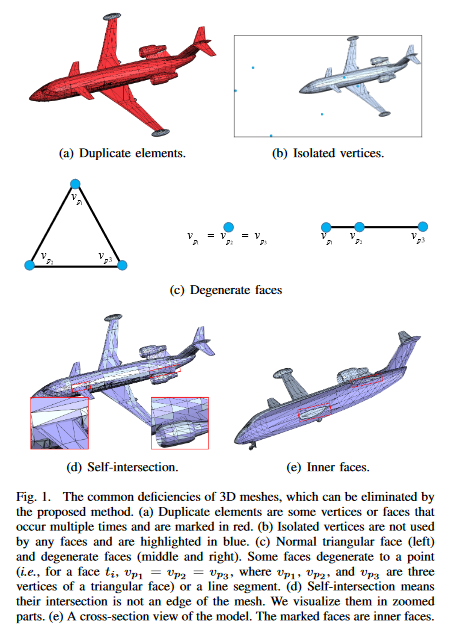 (a) Duplicate elements.
(b) Isolated vertices.
v_{p_1}
v_{p_2}
v_{p_3}
v_{p_1} = v_{p_2} = v_{p_3}
v_{p_1} v_{p_2} v_{p_3}
(c) Degenerate faces
(d) Self-intersection.
(e) Inner faces.
Fig. 1. The common deficiencies of 3D meshes, which can be eliminated by
the proposed method. (a) Duplicate elements are some vertices or faces that
occur multiple times and are marked in red. (b) Isolated vertices are not used
by any faces and are highlighted in blue. (c) Normal triangular face (left)
and degenerate faces (middle and right). Some faces degenerate to a point
(i.e., for a face t_i, v_{p1} = v_{p2} = v_{p3}, where v_{p1}, v_{p2}, and v_{p3} are three
vertices of a triangular face) or a line segment. (d) Self-intersection means
their intersection is not an edge of the mesh. We visualize them in zoomed
parts. (e) A cross-section view of the model. The marked faces are inner faces.